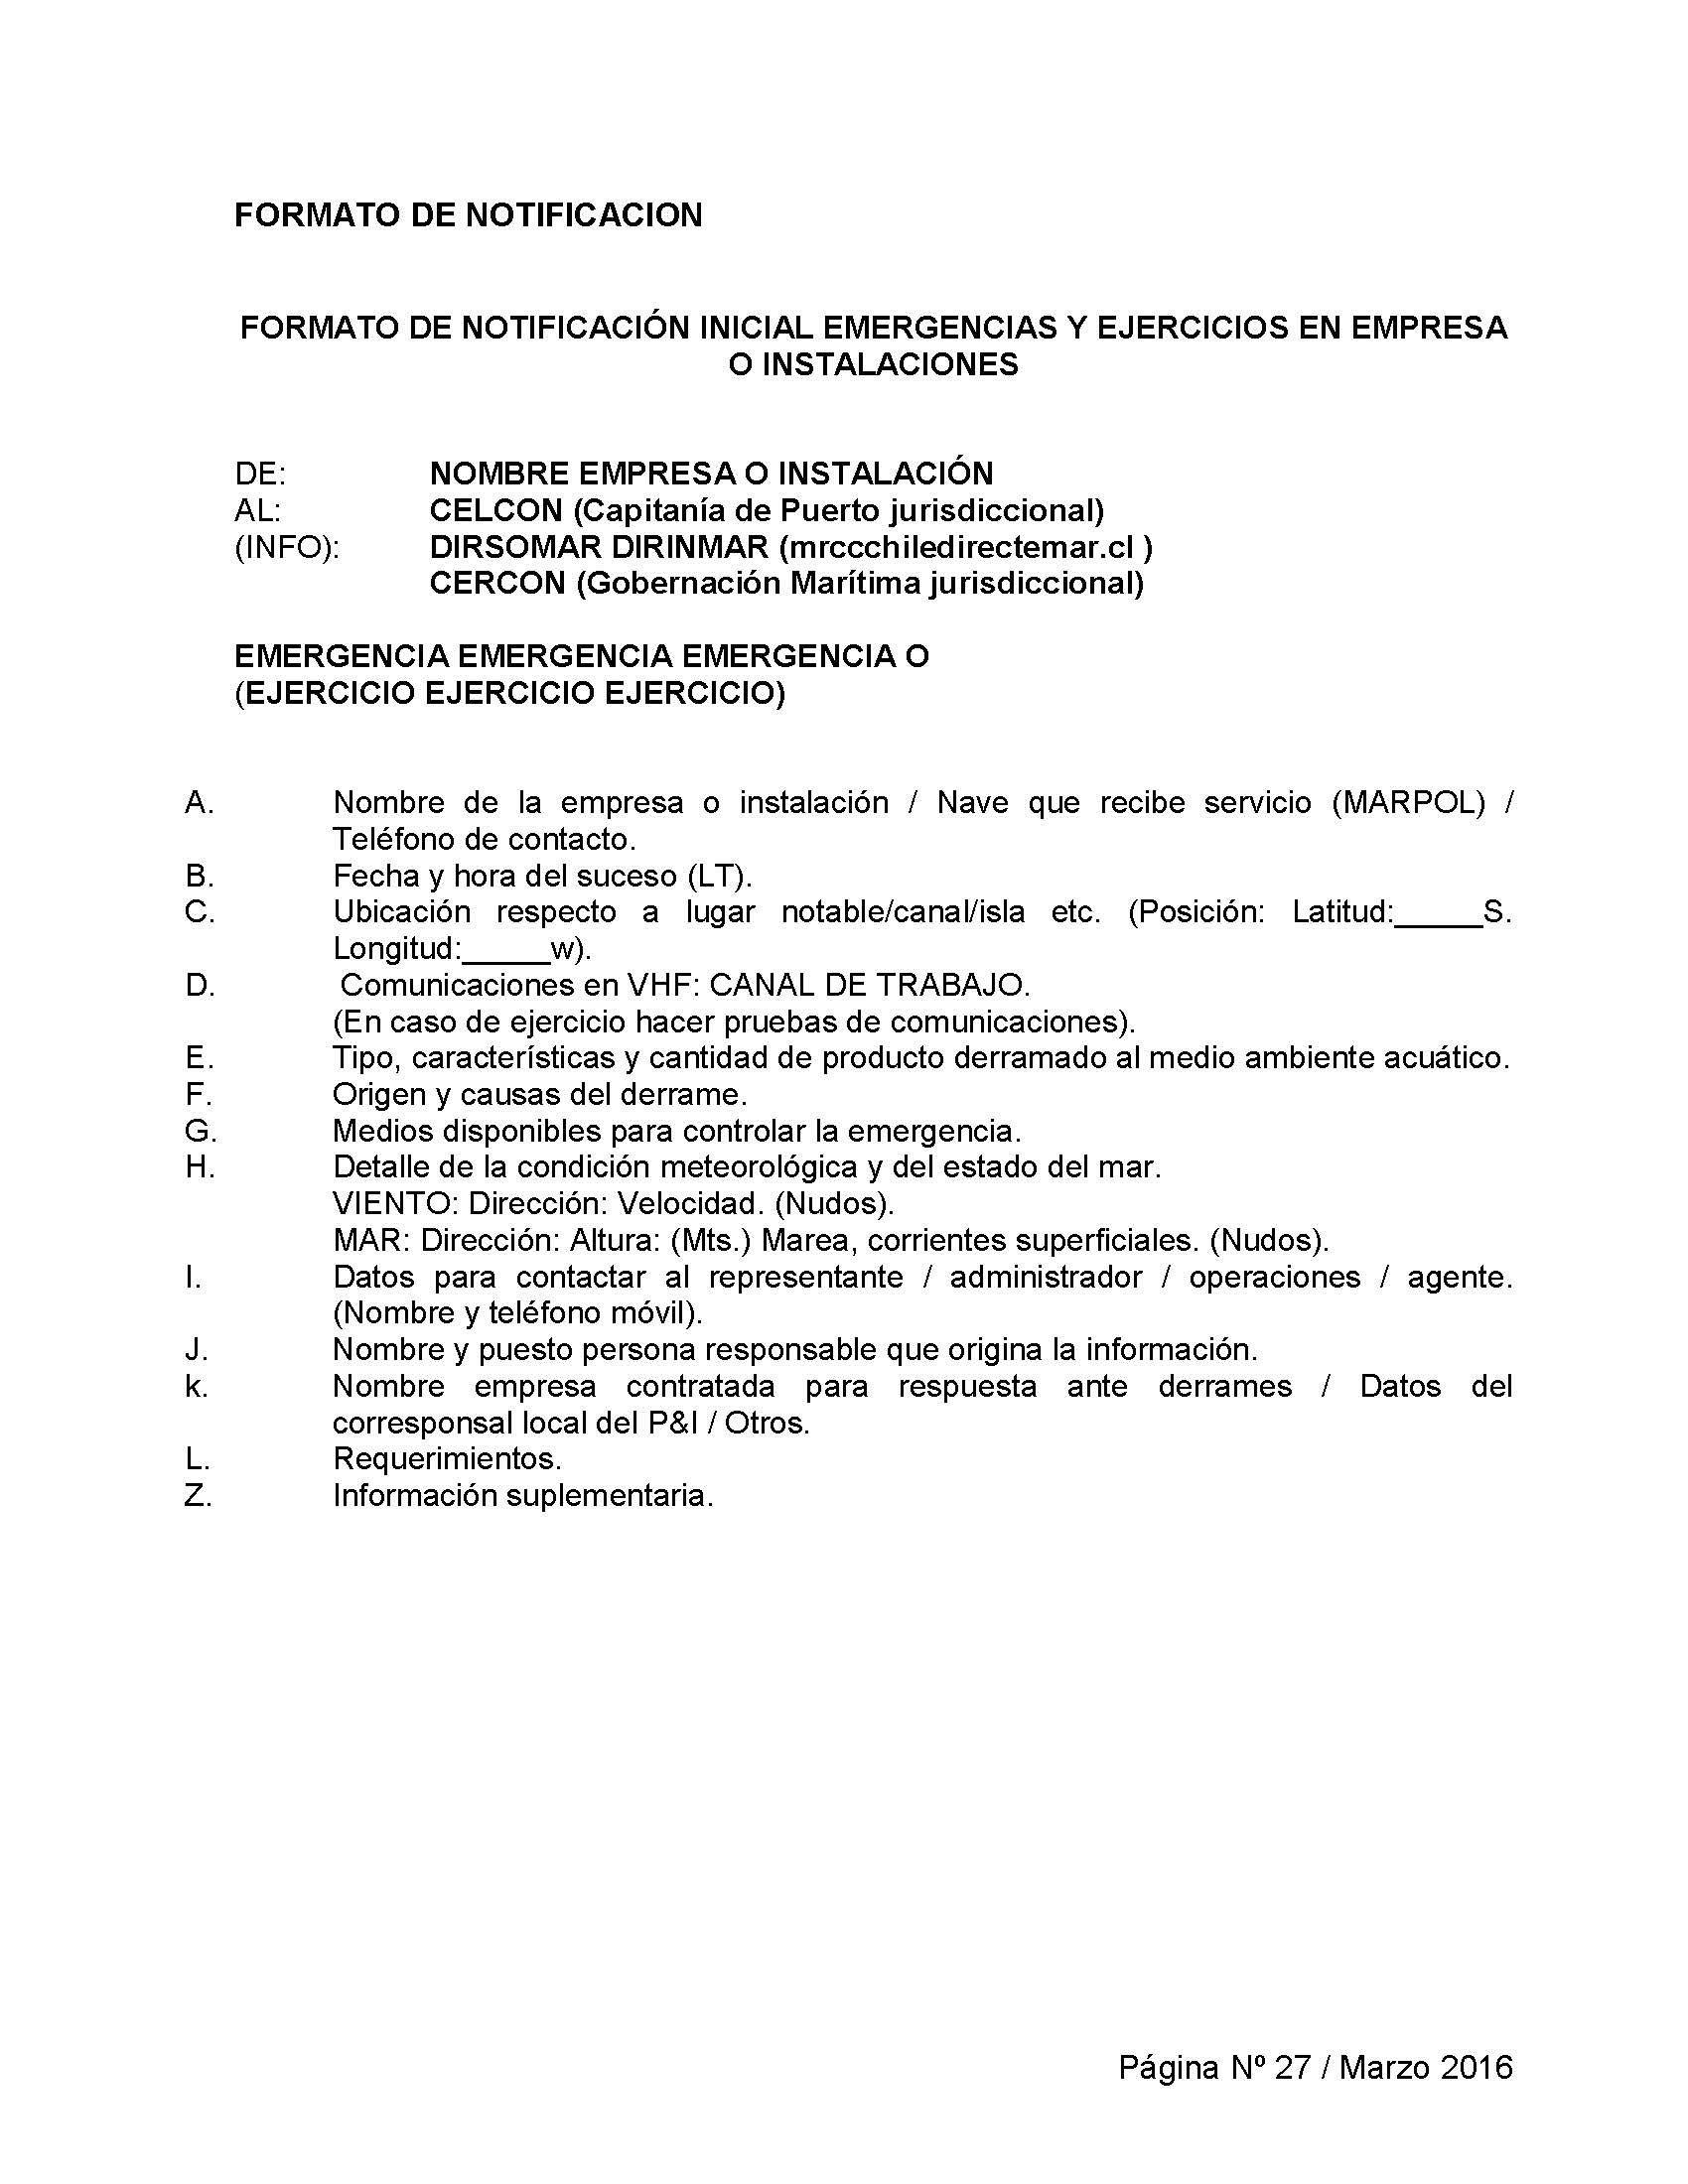 FORMATO DE NOTIFICACION
FORMATO DE NOTIFICACIÓN INICIAL EMERGENCIAS Y EJERCICIOS EN EMPRESA
O INSTALACIONES
DE: NOMBRE EMPRESA O INSTALACIÓN
AL: CELCON (Capitanía de Puerto jurisdiccional)
(INFO): DIRSOMAR DIRINMAR (mrccchiledirectemar.cl )
CERCON (Gobernación Marítima jurisdiccional)
EMERGENCIA EMERGENCIA EMERGENCIA O
(EJERCICIO EJERCICIO EJERCICIO)
A. Nombre de la empresa o instalación / Nave que recibe servicio (MARPOL) /
Teléfono de contacto.
B. Fecha y hora del suceso (LT).
C. Ubicación respecto a lugar notable/canal/isla etc. (Posición: Latitud:_____S.
Longitud:_____w).
D. Comunicaciones en VHF: CANAL DE TRABAJO.
(En caso de ejercicio hacer pruebas de comunicaciones).
E. Tipo, características y cantidad de producto derramado al medio ambiente acuático.
F. Origen y causas del derrame.
G. Medios disponibles para controlar la emergencia.
H. Detalle de la condición meteorológica y del estado del mar.
VIENTO: Dirección: Velocidad. (Nudos).
MAR: Dirección: Altura: (Mts.) Marea, corrientes superficiales. (Nudos).
I. Datos para contactar al representante / administrador / operaciones / agente.
(Nombre y teléfono móvil).
J. Nombre y puesto persona responsable que origina la información.
k. Nombre empresa contratada para respuesta ante derrames / Datos del
corresponsal local del P&I / Otros.
L. Requerimientos.
Z. Información suplementaria.
Página Nº 27 / Marzo 2016